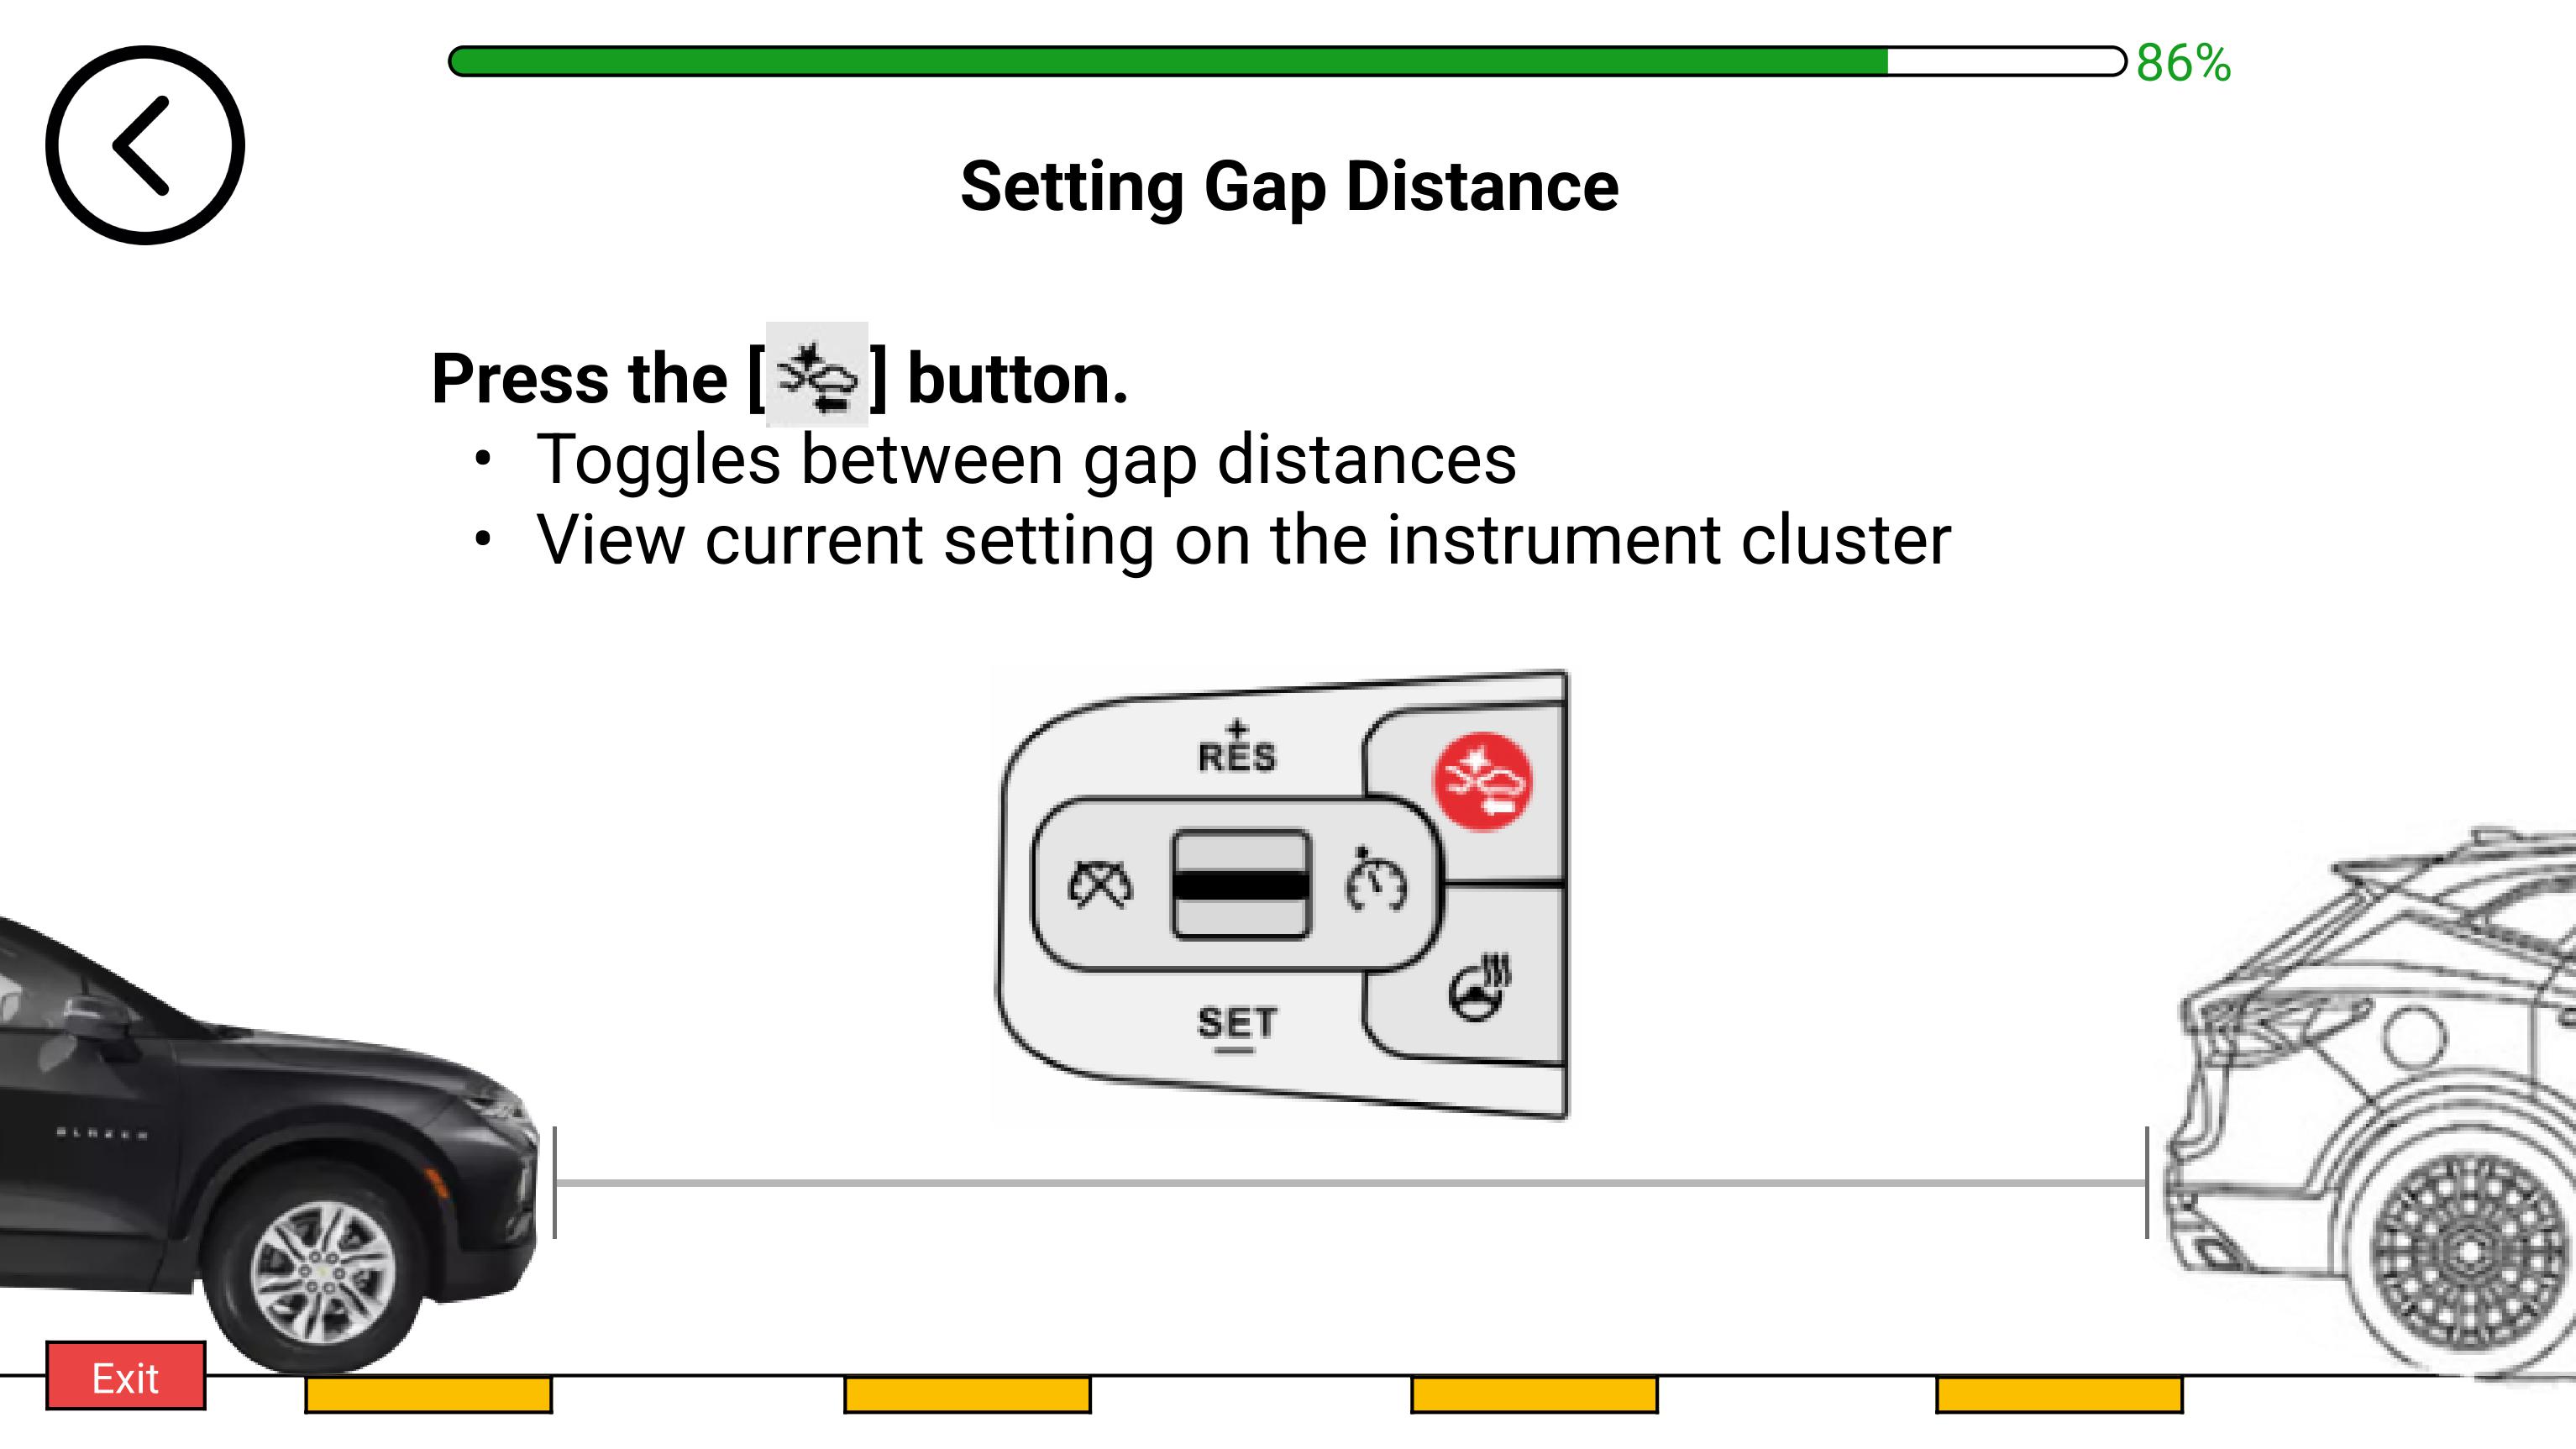 86%
Setting Gap Distance
Press the [ ] button.
• Toggles between gap distances
• View current setting on the instrument cluster
+
RES
SET
—
BLAZER
Exit